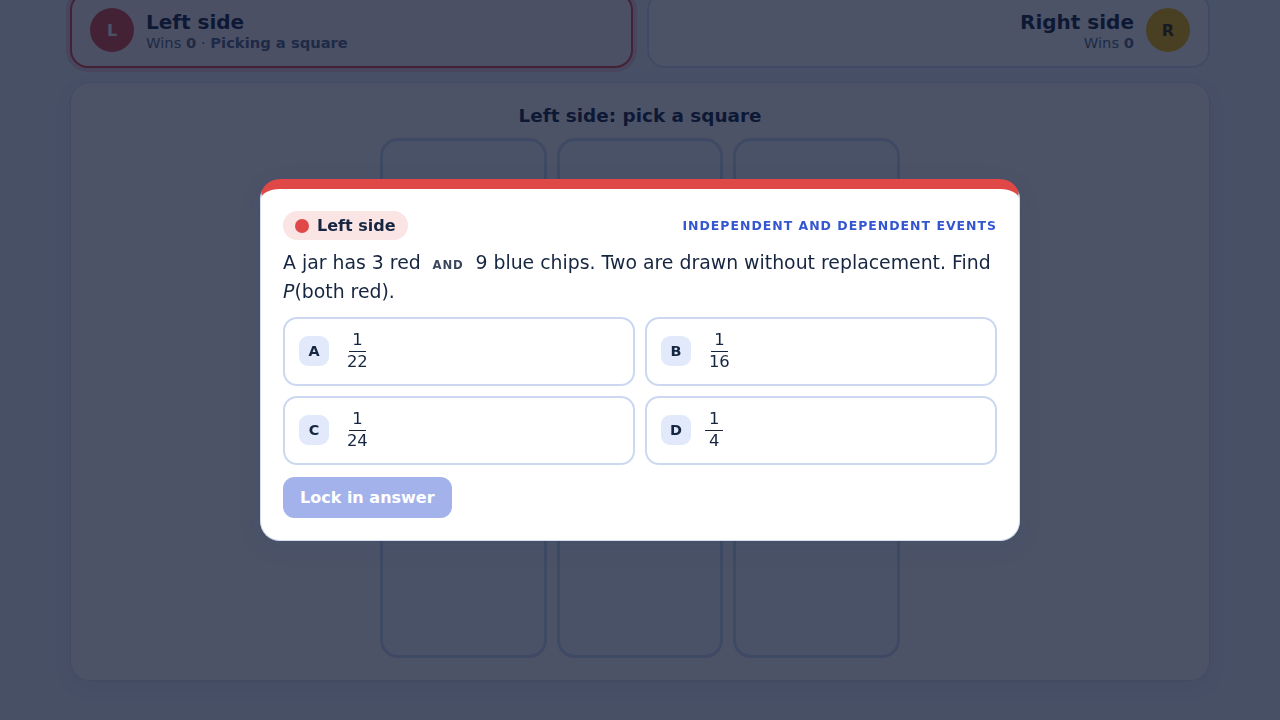 L
Left side
Wins 0 · Picking a square
Right side
Wins 0
R
Left side: pick a square
Left side
INDEPENDENT AND DEPENDENT EVENTS
A jar has 3 red AND 9 blue chips. Two are drawn without replacement. Find
P(both red).
A
1
22
B
1
16
C
1
24
D
1
4
Lock in answer